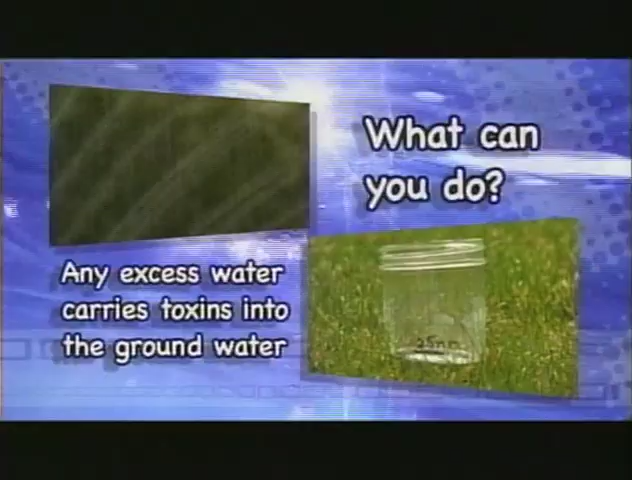 What can
you do?
Any excess water
carries toxins into
the ground water